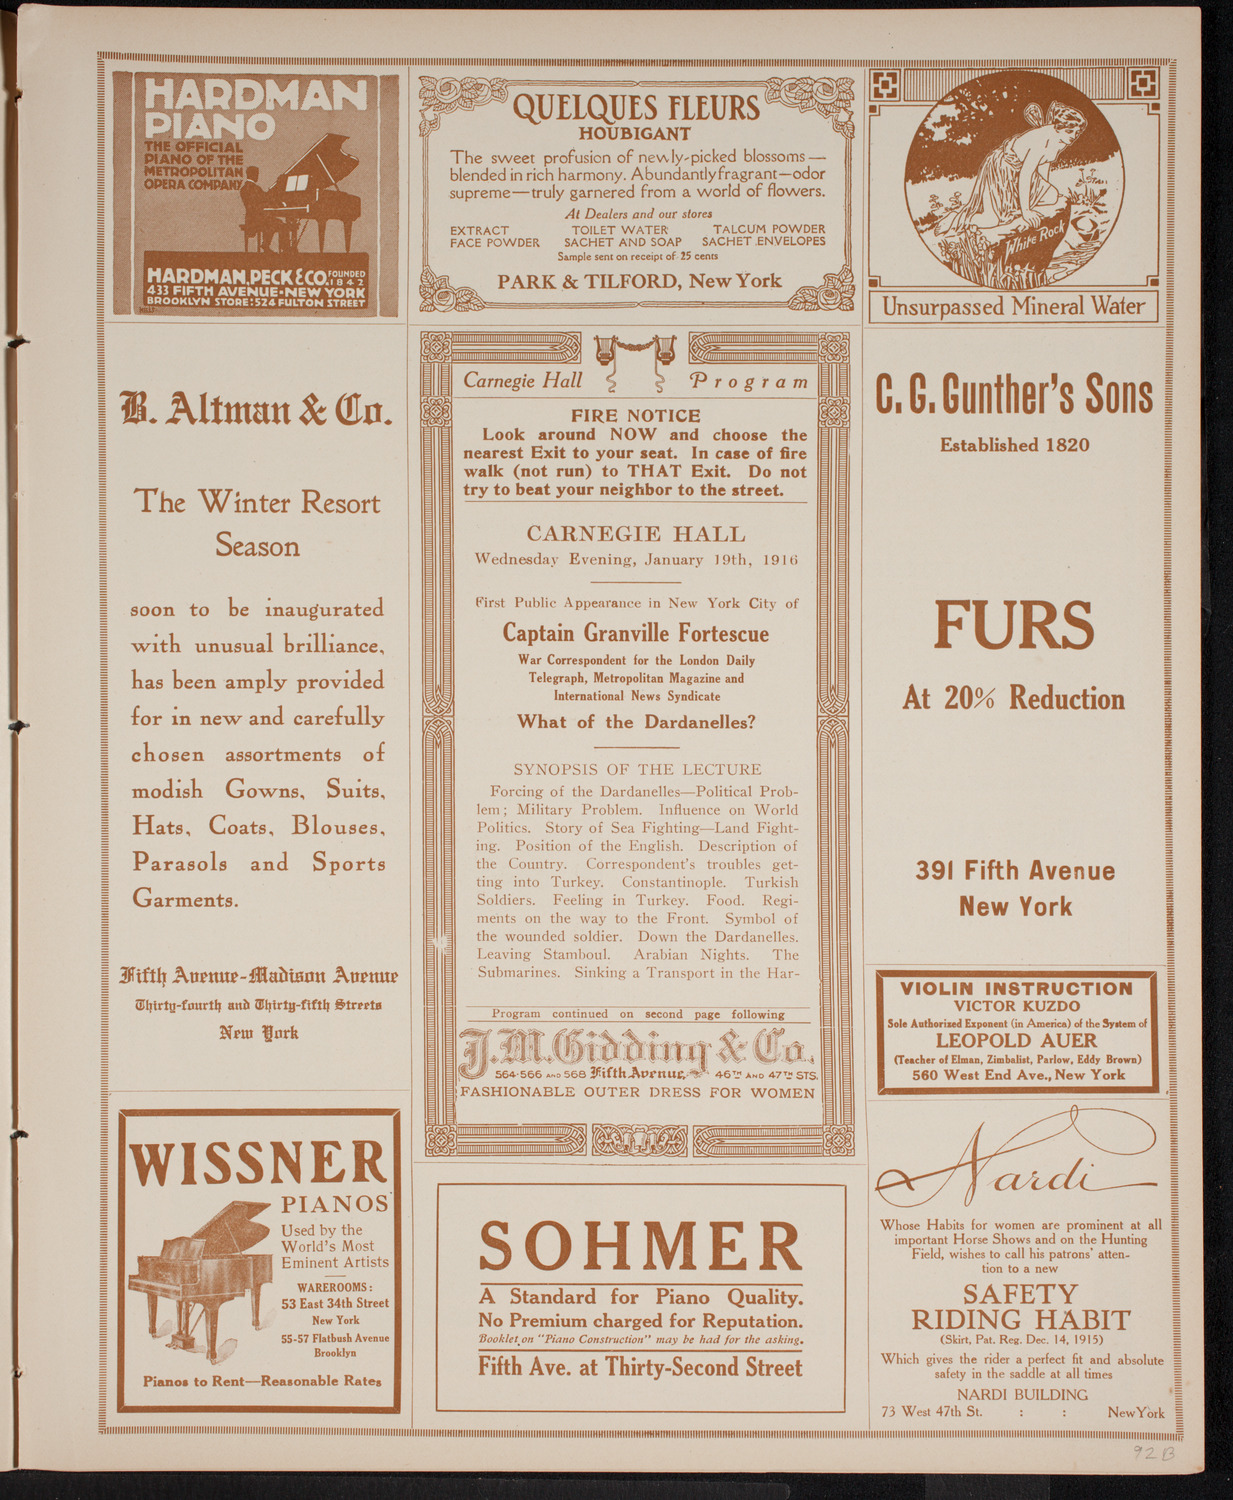 HARDMAN
PIANO
THE OFFICIAL
PIANO OF THE
METROPOLITAN
OPERA COMPANY
HARDMAN, PECK & CO. FOUNDED 1842
433 FIFTH AVENUE-NEW YORK
BROOKLYN STORE: 524 FULTON STREET
MILLS
QUELQUES FLEURS
HOUBIGANT
The sweet profusion of newly-picked blossoms—
blended in rich harmony. Abundantly fragrant—odor
supreme—truly garnered from a world of flowers.
At Dealers and our stores
EXTRACT TOILET WATER TALCUM POWDER
FACE POWDER SACHET AND SOAP SACHET ENVELOPES
Sample sent on receipt of 25 cents
PARK & TILFORD, New York
White Rock
Unsurpassed Mineral Water
B. Altman & Co.
The Winter Resort
Season
soon to be inaugurated
with unusual brilliance,
has been amply provided
for in new and carefully
chosen assortments of
modish Gowns, Suits,
Hats, Coats, Blouses,
Parasols and Sports
Garments.
Fifth Avenue-Madison Avenue
Thirty-fourth and Thirty-fifth Streets
New York
Carnegie Hall Program
FIRE NOTICE
Look around NOW and choose the
nearest Exit to your seat. In case of fire
walk (not run) to THAT Exit. Do not
try to beat your neighbor to the street.
CARNEGIE HALL
Wednesday Evening, January 19th, 1916
First Public Appearance in New York City of
Captain Granville Fortescue
War Correspondent for the London Daily
Telegraph, Metropolitan Magazine and
International News Syndicate
What of the Dardanelles?
SYNOPSIS OF THE LECTURE
Forcing of the Dardanelles—Political Prob-
lem; Military Problem. Influence on World
Politics. Story of Sea Fighting—Land Fight-
ing. Position of the English. Description of
the Country. Correspondent's troubles get-
ting into Turkey. Constantinople. Turkish
Soldiers. Feeling in Turkey. Food. Regi-
ments on the way to the Front. Symbol of
the wounded soldier. Down the Dardanelles.
Leaving Stamboul. Arabian Nights. The
Submarines. Sinking a Transport in the Har-
Program continued on second page following
J. M. Gidding & Co.
564-566 AND 568 Fifth Avenue, 46TH AND 47TH STS.
FASHIONABLE OUTER DRESS FOR WOMEN
C. G. Gunther's Sons
Established 1820
FURS
At 20% Reduction
391 Fifth Avenue
New York
VIOLIN INSTRUCTION
VICTOR KUZDO
Sole Authorized Exponent (in America) of the System of
LEOPOLD AUER
(Teacher of Elman, Zimbalist, Parlow, Eddy Brown)
560 West End Ave., New York
WISSNER
PIANOS
Used by the
World's Most
Eminent Artists
WAREROOMS:
53 East 34th Street
New York
55-57 Flatbush Avenue
Brooklyn
Pianos to Rent—Reasonable Rates
SOHMER
A Standard for Piano Quality.
No Premium charged for Reputation.
Booklet on "Piano Construction" may be had for the asking.
Fifth Ave. at Thirty-Second Street
Nardi
Whose Habits for women are prominent at all
important Horse Shows and on the Hunting
Field, wishes to call his patrons' atten-
tion to a new
SAFETY
RIDING HABIT
(Skirt, Pat. Reg. Dec. 14, 1915)
Which gives the rider a perfect fit and absolute
safety in the saddle at all times
NARDI BUILDING
73 West 47th St. : : New York
92B